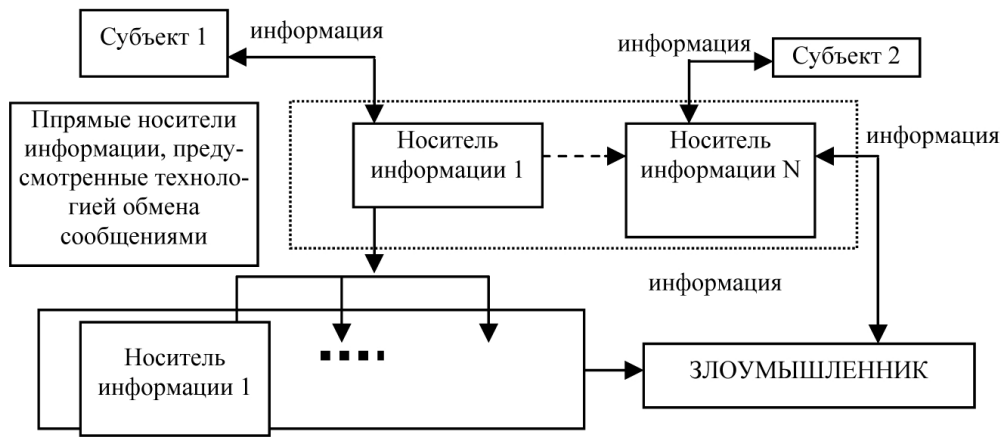 Субъект 1
информация
информация
Субъект 2
Ппрямые носители
информации, преду-
смотренные техноло-
гией обмена
сообщениями
Носитель
информации 1
Носитель
информации N
информация
информация
Носитель
информации 1
ЗЛОУМЫШЛЕННИК